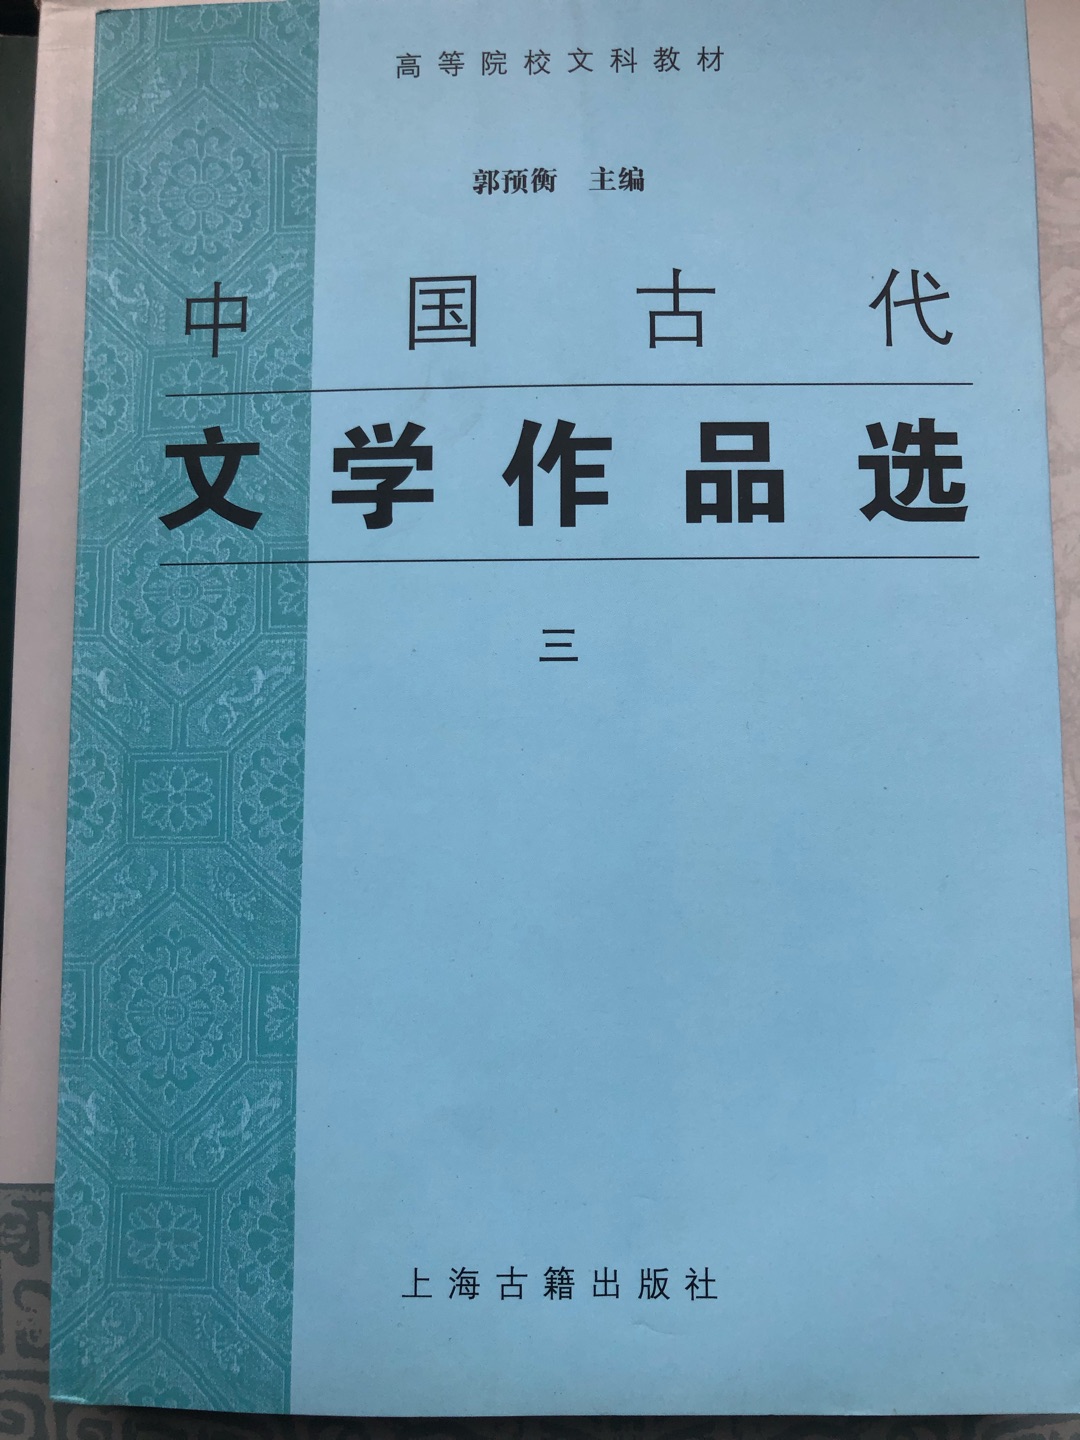 高等院校文科教材
郭预衡 主编
中国古代
文学作品选
三
上海古籍出版社